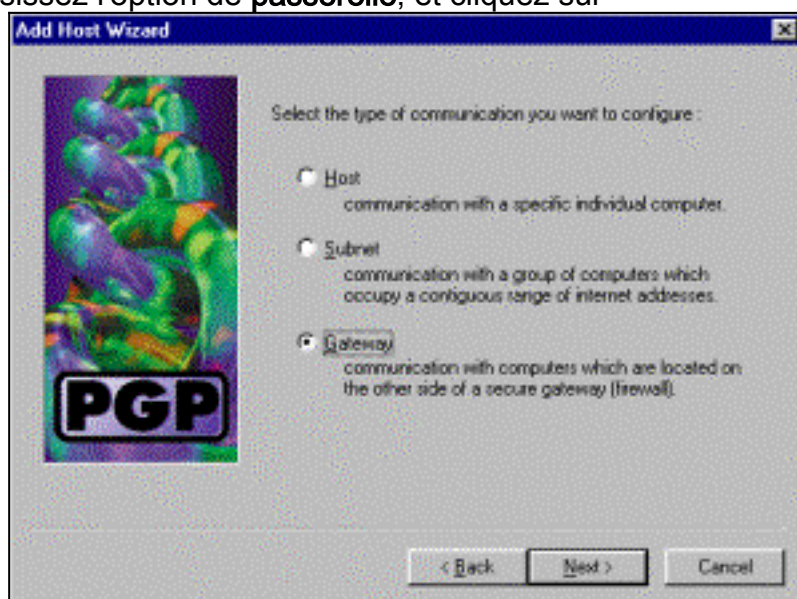 sissez l'option de passerelle, et cliquez sur
Add Host Wizard
Select the type of communication you want to configure :
Host
communication with a specific individual computer.
Subnet
communication with a group of computers which
occupy a contiguous range of internet addresses.
Gateway
communication with computers which are located on
the other side of a secure gateway (firewall).
PGP
< Back Next > Cancel